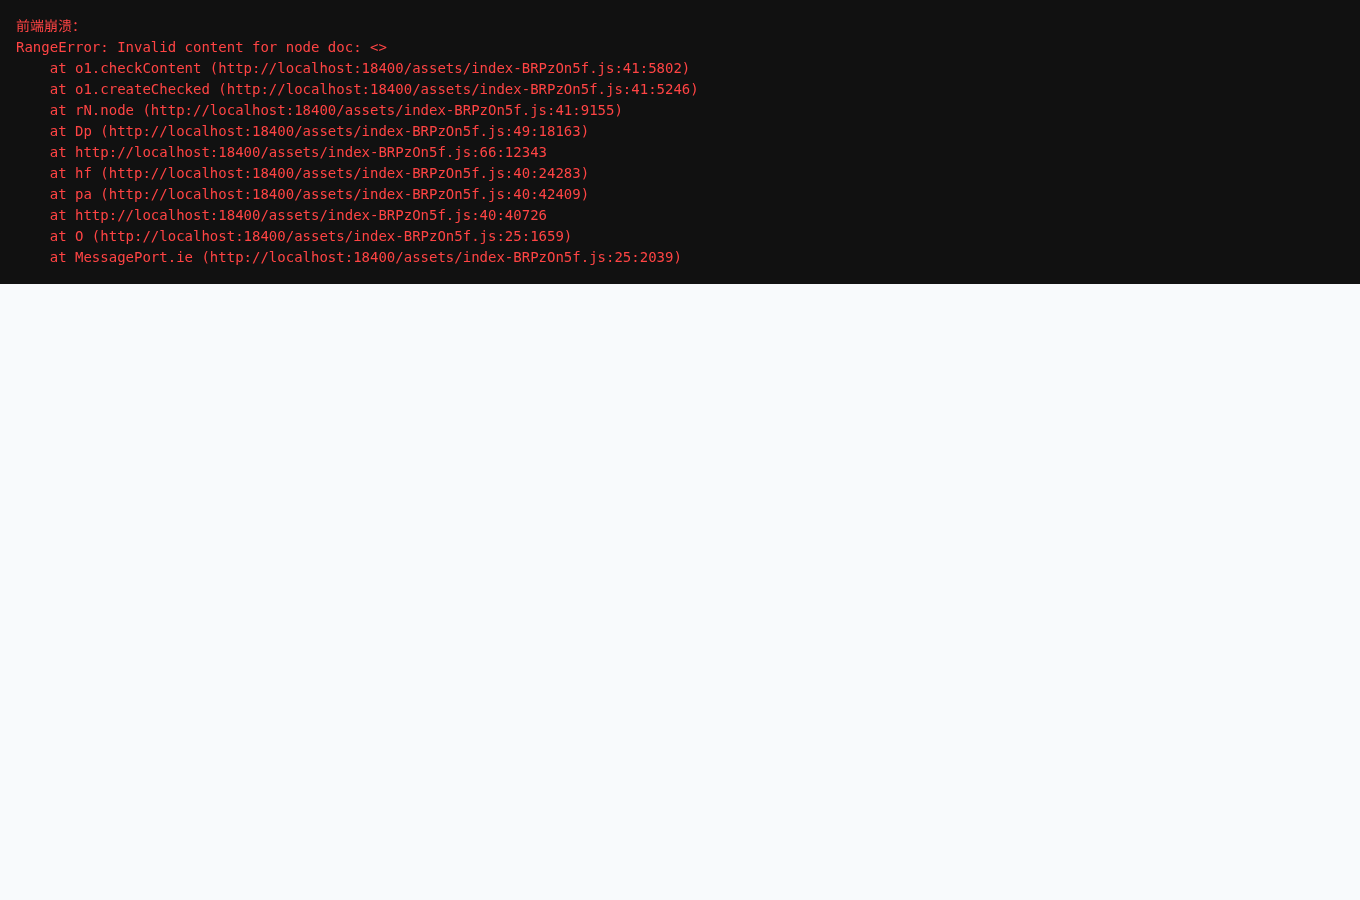 前端崩溃:
RangeError: Invalid content for node doc: <>
    at o1.checkContent (http://localhost:18400/assets/index-BRPzOn5f.js:41:5802)
    at o1.createChecked (http://localhost:18400/assets/index-BRPzOn5f.js:41:5246)
    at rN.node (http://localhost:18400/assets/index-BRPzOn5f.js:41:9155)
    at Dp (http://localhost:18400/assets/index-BRPzOn5f.js:49:18163)
    at http://localhost:18400/assets/index-BRPzOn5f.js:66:12343
    at hf (http://localhost:18400/assets/index-BRPzOn5f.js:40:24283)
    at pa (http://localhost:18400/assets/index-BRPzOn5f.js:40:42409)
    at http://localhost:18400/assets/index-BRPzOn5f.js:40:40726
    at O (http://localhost:18400/assets/index-BRPzOn5f.js:25:1659)
    at MessagePort.ie (http://localhost:18400/assets/index-BRPzOn5f.js:25:2039)